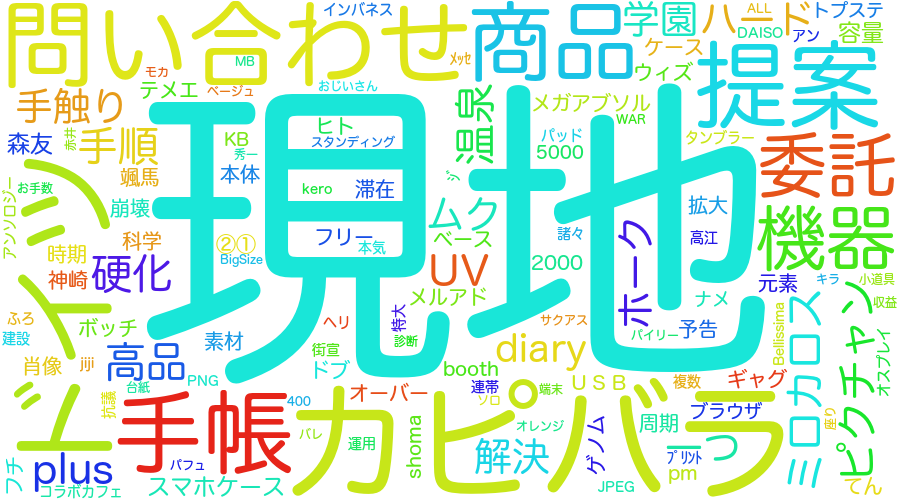 問い合わせ
商品
学園
ハード
ALL
トプステ
インバネス
DAISO
アン
容量
ケース
MB
メッセ
モカ
ベージュ
おじいさん
ウィズ
提案
手触り
テメエ
メガアブソル
WAR
現地
ヒト
スタンディング
温泉
パッド
5000
タンブラー
森友
赤井
手順
KB
秀一
委託
颯馬
本体
kero
滞在
ジ
お手数
アンソロジー
崩壊
ムク
拡大
機器
科学
②①
フリー
本気
ベース
諸々
高江
時期
BigSize
ホーク
2000
神崎
硬化
UV
元素
キラ
小道具
メルアド
ナメ
収益
特大
ふろ
ボッチ
ヘリ
サクアス
建設
素材
診断
バイリー
予告
Bellissima
ミロカロス
ピクチャン
オスプレイ
街宣
diary
肖像
jiji
高品
ドブ
booth
ツイート
台紙
PNG
連帯
端末
USB
複数
ギャグ
400
オーバー
ソロ
抗議
手帳
カピバラ
ブラウザ
座り
shoma
オレンジ
ゲノム
周期
バレ
運用
解決
プリント
つ
plus
パフュ
フチ
コラボカフェ
スマホケース
JPEG
pm
てん